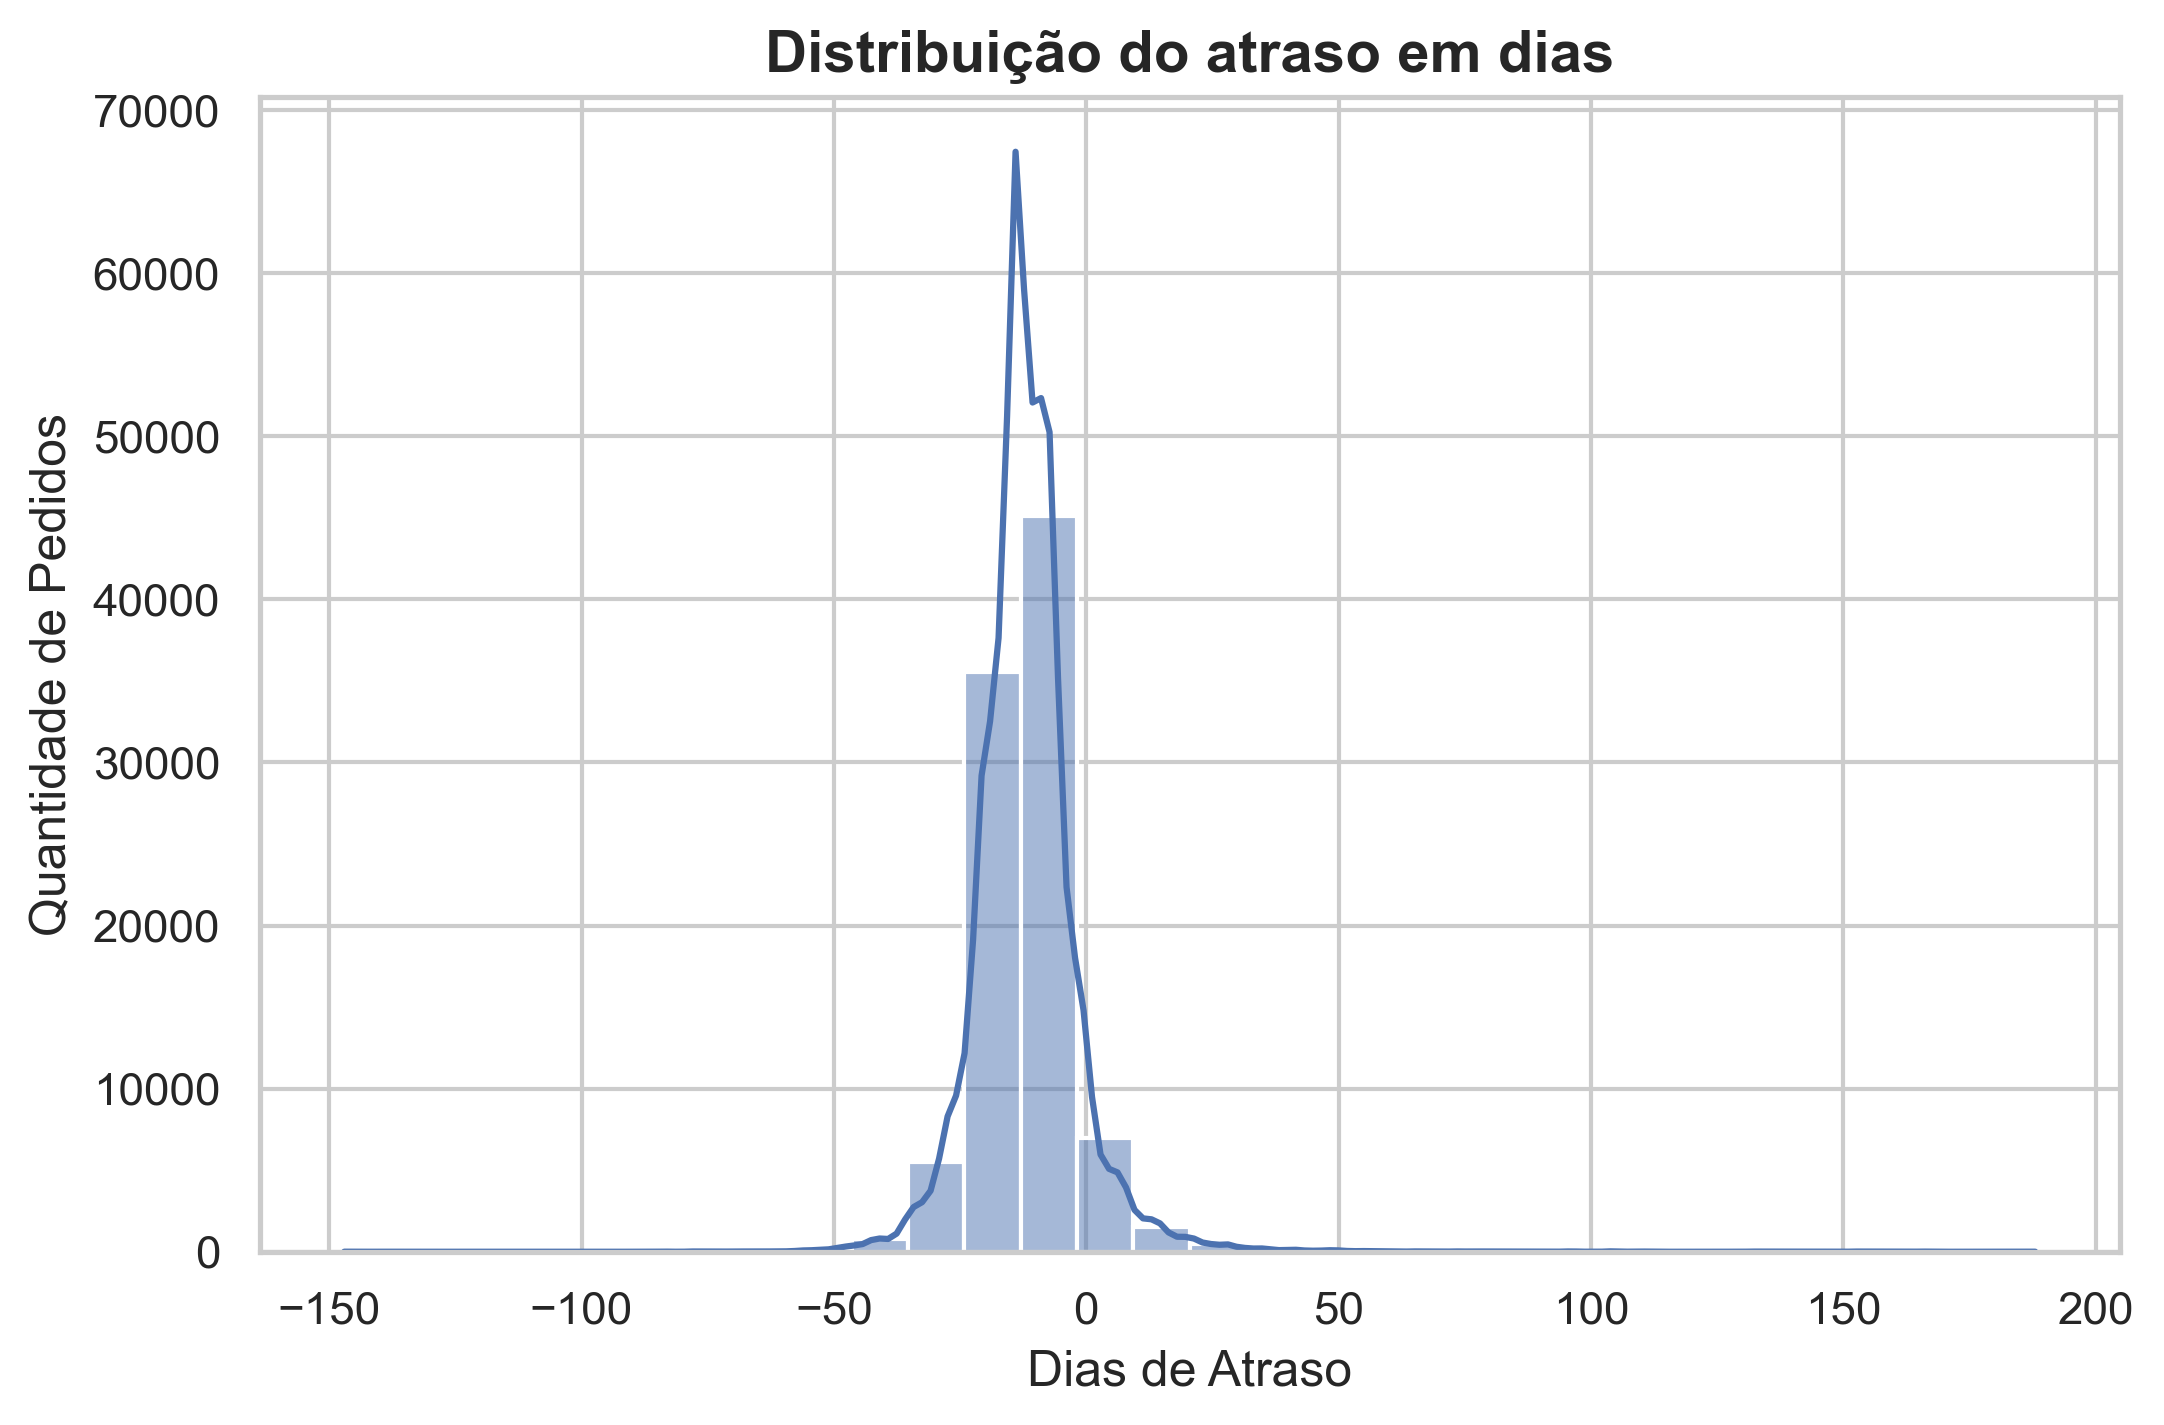 Distribuição do atraso em dias
70000
60000
50000
40000
30000
20000
10000
0
Quantidade de Pedidos
−150 −100 −50 0 50 100 150 200
Dias de Atraso